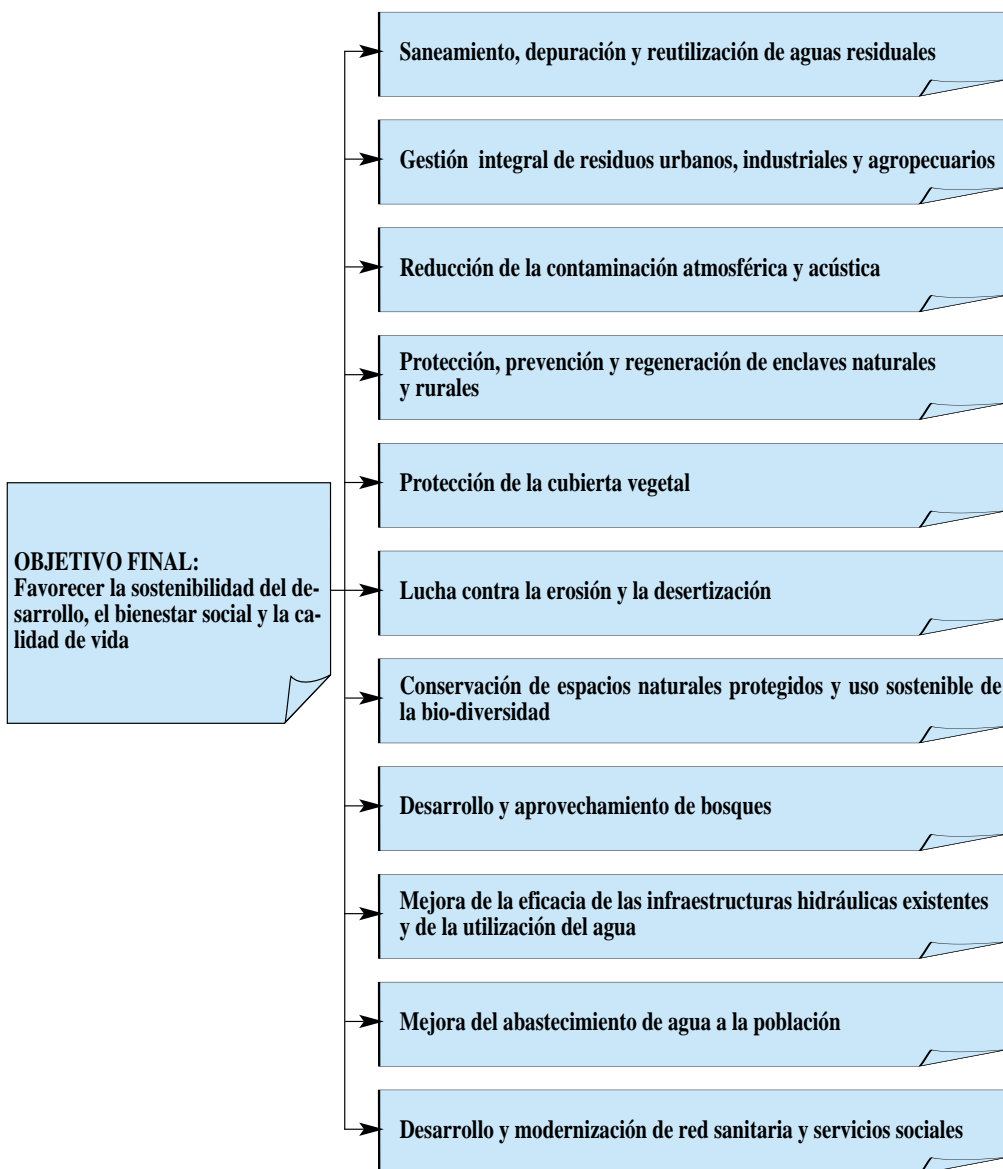 Saneamiento, depuración y reutilización de aguas residuales
Gestión integral de residuos urbanos, industriales y agropecuarios
Reducción de la contaminación atmosférica y acústica
Protección, prevención y regeneración de enclaves naturales
y rurales
Protección de la cubierta vegetal
OBJETIVO FINAL:
Favorecer la sostenibilidad del de-
sarrollo, el bienestar social y la ca-
lidad de vida
Lucha contra la erosión y la desertización
Conservación de espacios naturales protegidos y uso sostenible de
la bio-diversidad
Desarrollo y aprovechamiento de bosques
Mejora de la eficacia de las infraestructuras hidráulicas existentes
y de la utilización del agua
Mejora del abastecimiento de agua a la población
Desarrollo y modernización de red sanitaria y servicios sociales